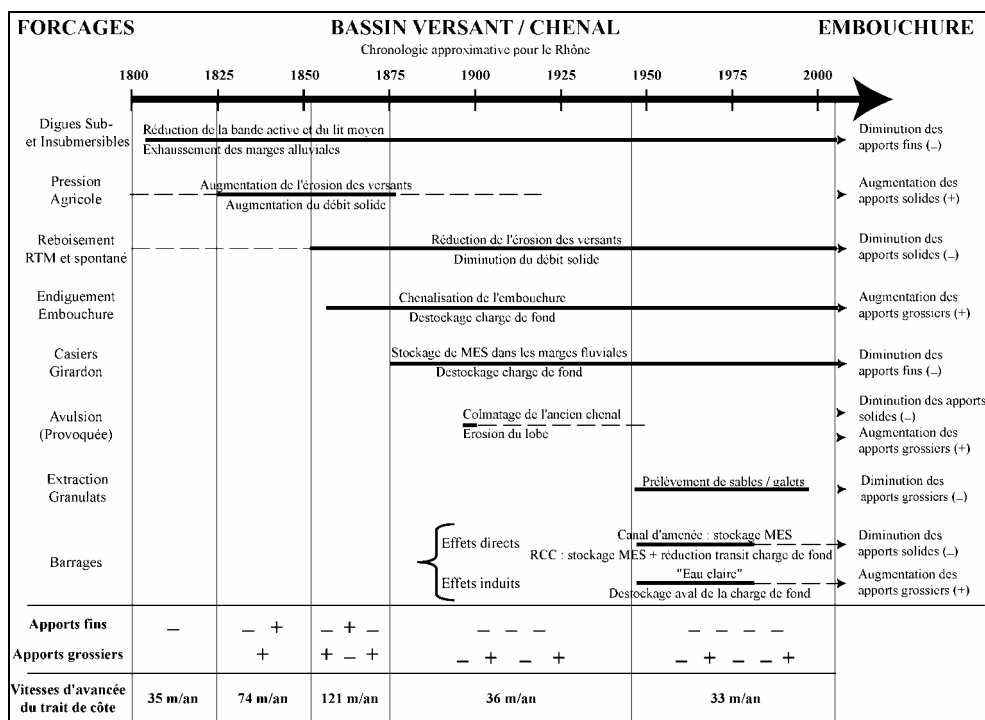 FORCAGES BASSIN VERSANT / CHENAL EMBOUCHURE
Chronologie approximative pour le Rhône
1800 1825 1850 1875 1900 1925 1950 1975 2000
Digues Sub-
et Insubmersibles
Réduction de la bande active et du lit moyen
Exhaussement des marges alluviales
Diminution des
apports fins (–)
Pression
Agricole
Augmentation de l'érosion des versants
Augmentation du débit solide
Augmentation des
apports solides (+)
Reboisement
RTM et spontané
Réduction de l'érosion des versants
Diminution du débit solide
Diminution des
apports solides (–)
Endiguement
Embouchure
Chenalisation de l'embouchure
Destockage charge de fond
Augmentation des
apports grossiers (+)
Casiers
Girardon
Stockage de MES dans les marges fluviales
Destockage charge de fond
Diminution des
apports fins (–)
Avulsion
(Provoquée)
Colmatage de l'ancien chenal
Erosion du lobe
Diminution des apports
solides (–)
Augmentation des
apports grossiers (+)
Extraction
Granulats
Prélèvement de sables / galets
Diminution des
apports grossiers (–)
Barrages
Effets directs
Canal d'amenée : stockage MES
RCC : stockage MES + réduction transit charge de fond
Diminution des
apports solides (–)
Effets induits
"Eau claire"
Destockage aval de la charge de fond
Augmentation des
apports grossiers (+)
Apports fins – – + – + – – – – – – – –
Apports grossiers + + – + – + – + – + – – +
Vitesses d'avancée
du trait de côte
35 m/an 74 m/an 121 m/an 36 m/an 33 m/an